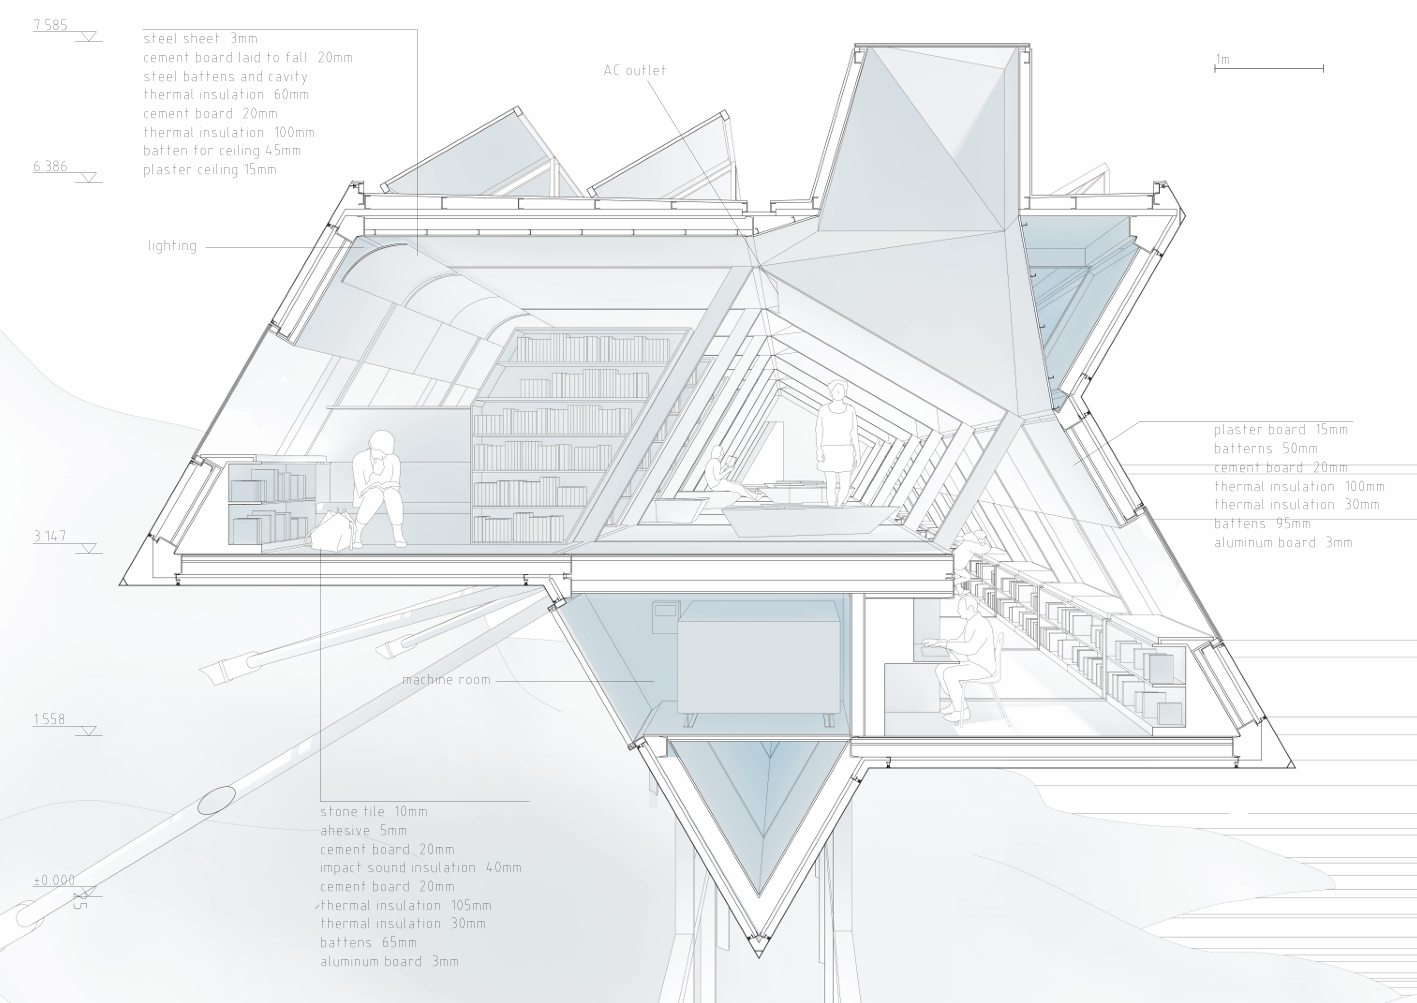 7.585
steel sheet 3mm
cement board laid to fall 20mm
steel battens and cavity
thermal insulation 60mm
cement board 20mm
thermal insulation 100mm
batten for ceiling 45mm
plaster ceiling 15mm
AC outlet
1m
6.386
lighting
plaster board 15mm
batterns 50mm
cement board 20mm
thermal insulation 100mm
thermal insulation 30mm
battens 95mm
aluminum board 3mm
3.147
machine room
1.558
±0.000
stone tile 10mm
ahesive 5mm
cement board 20mm
impact sound insulation 40mm
cement board 20mm
thermal insulation 105mm
thermal insulation 30mm
battens 65mm
aluminum board 3mm